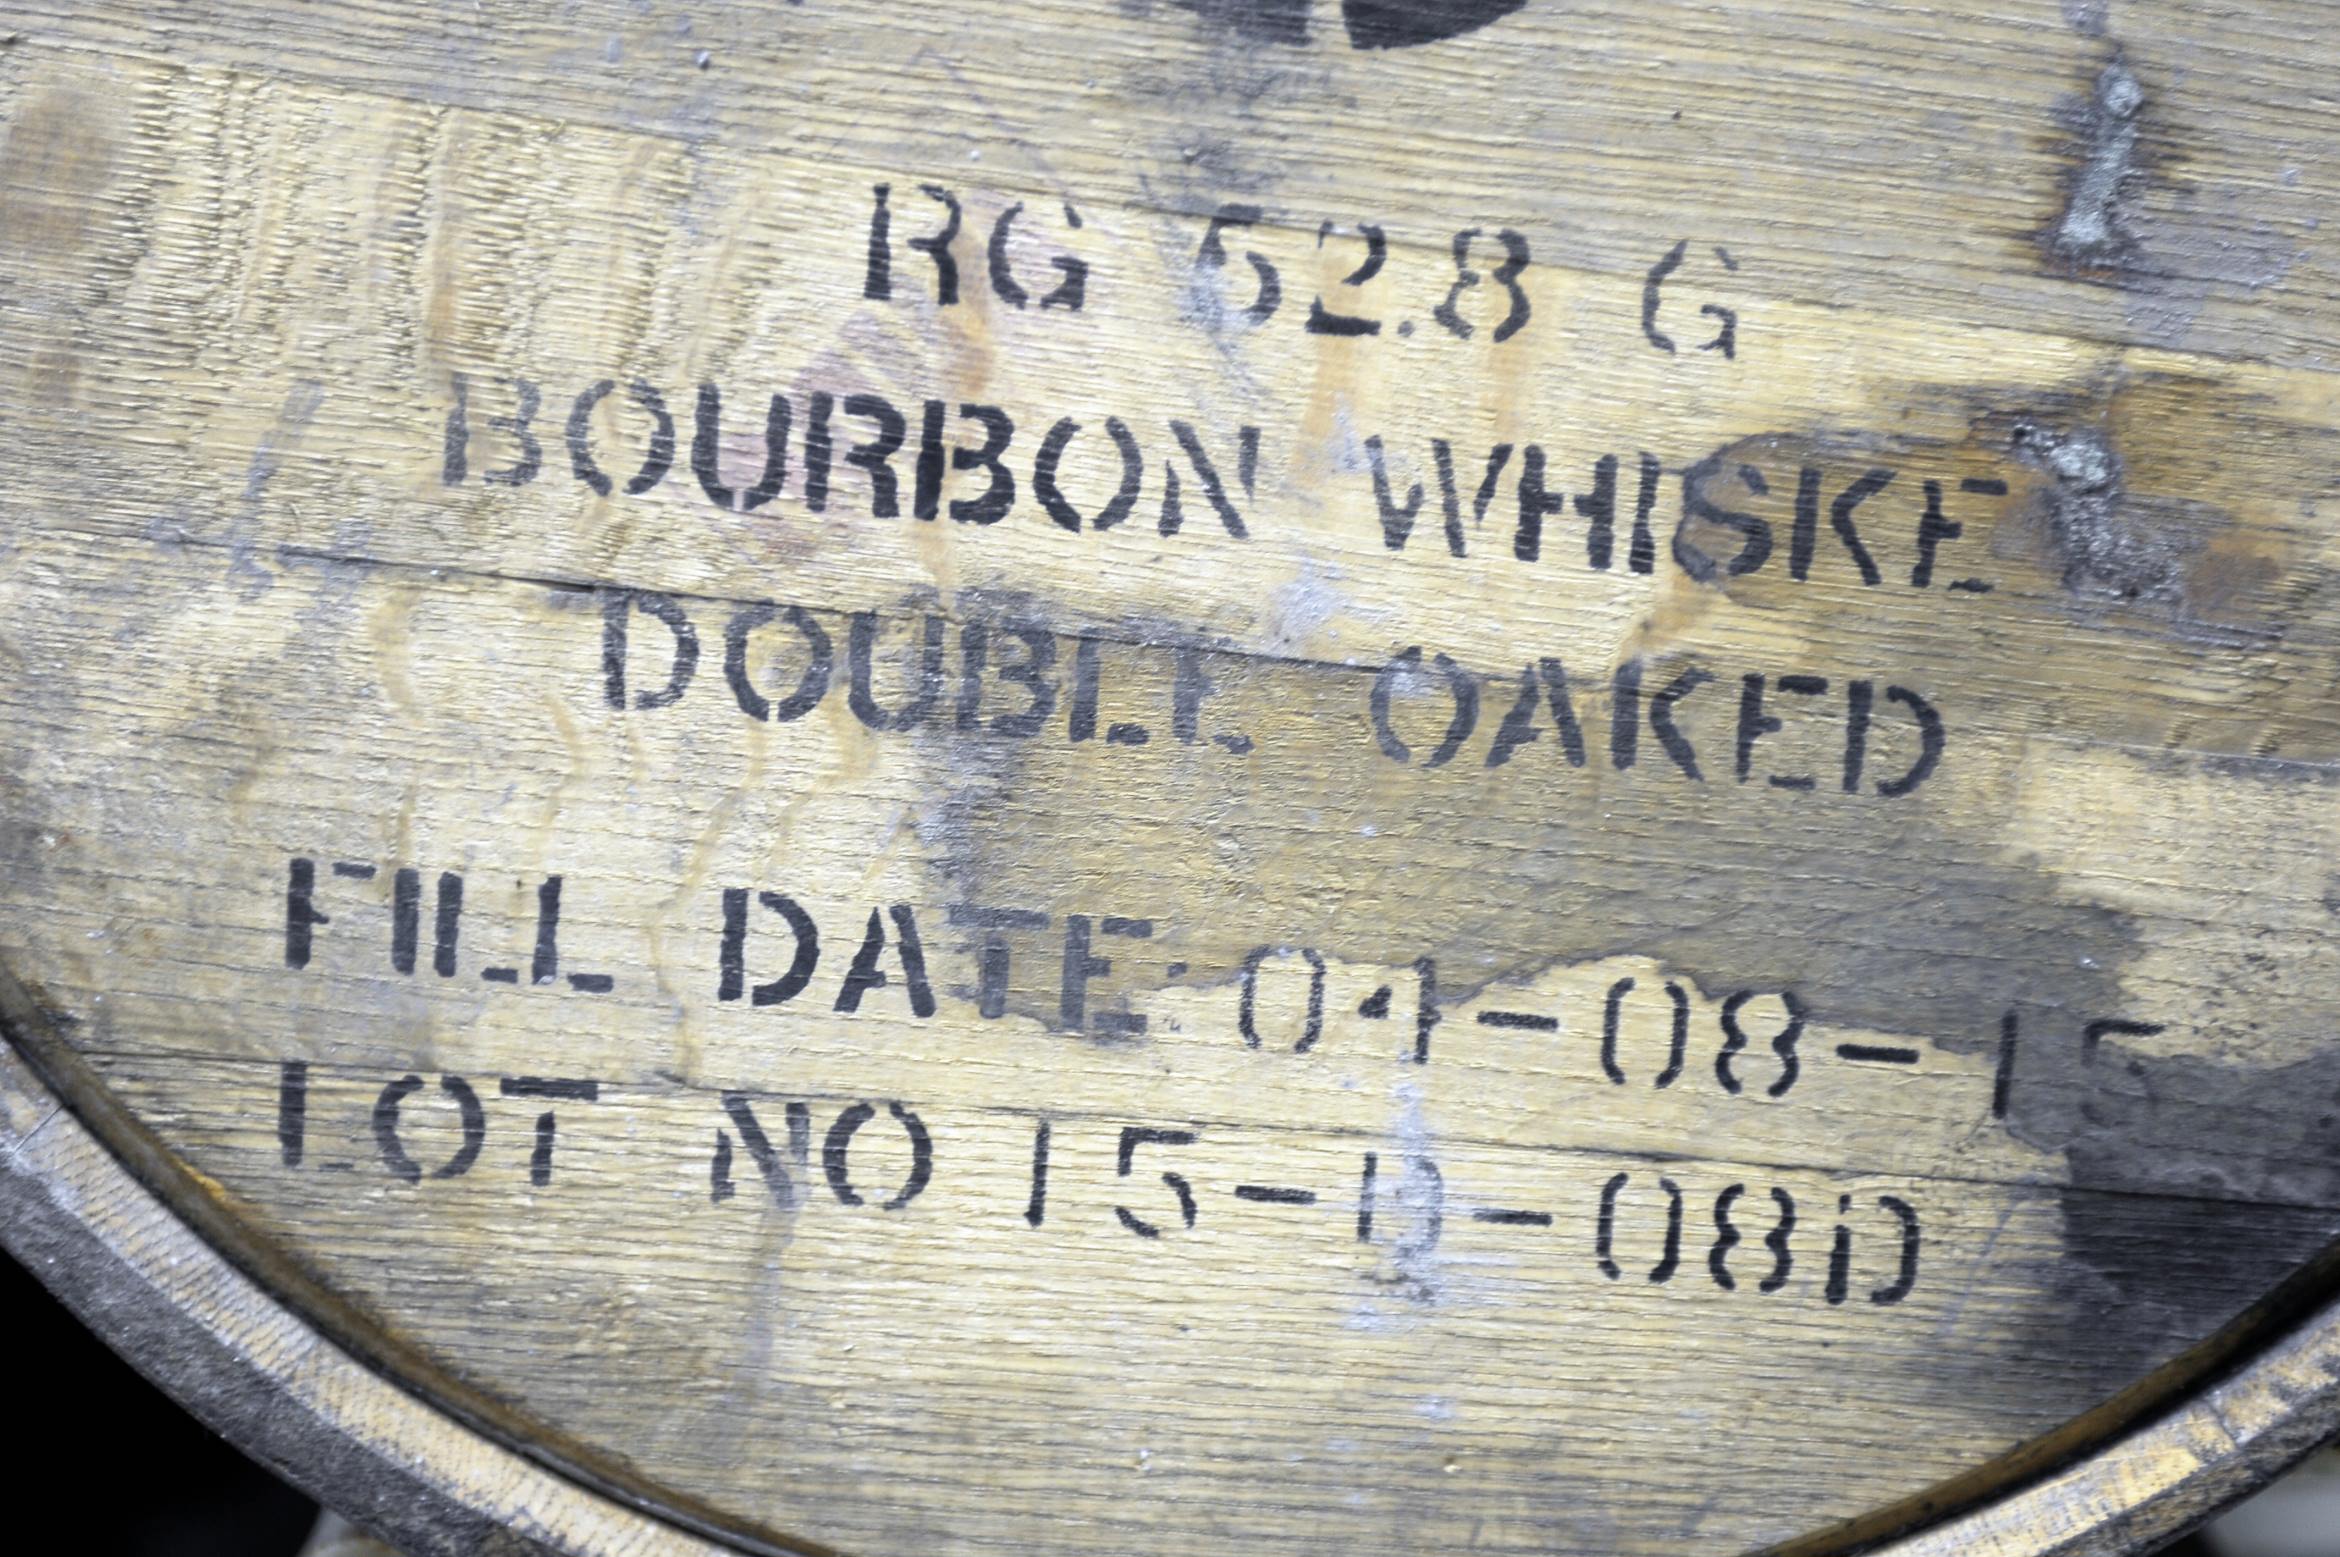 RG 52.8 G
BOURBON WHISKE
DOUBLE OAKED
FILL DATE: 04-08-15
LOT NO 15-D-08D